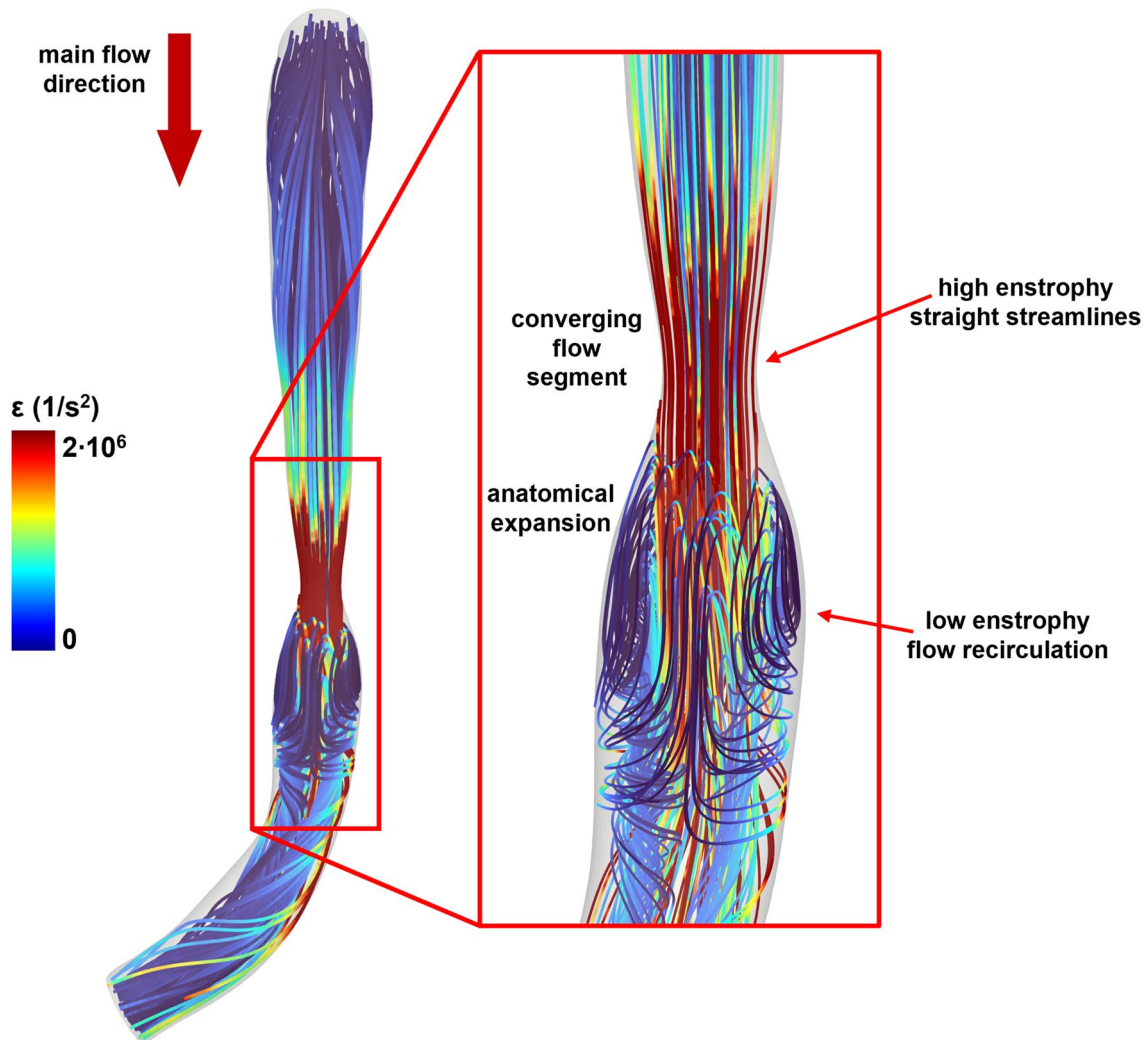 main flow
direction
high enstrophy
straight streamlines
converging
flow
segment
ε (1/s²)
2·10⁶
anatomical
expansion
low enstrophy
flow recirculation
0